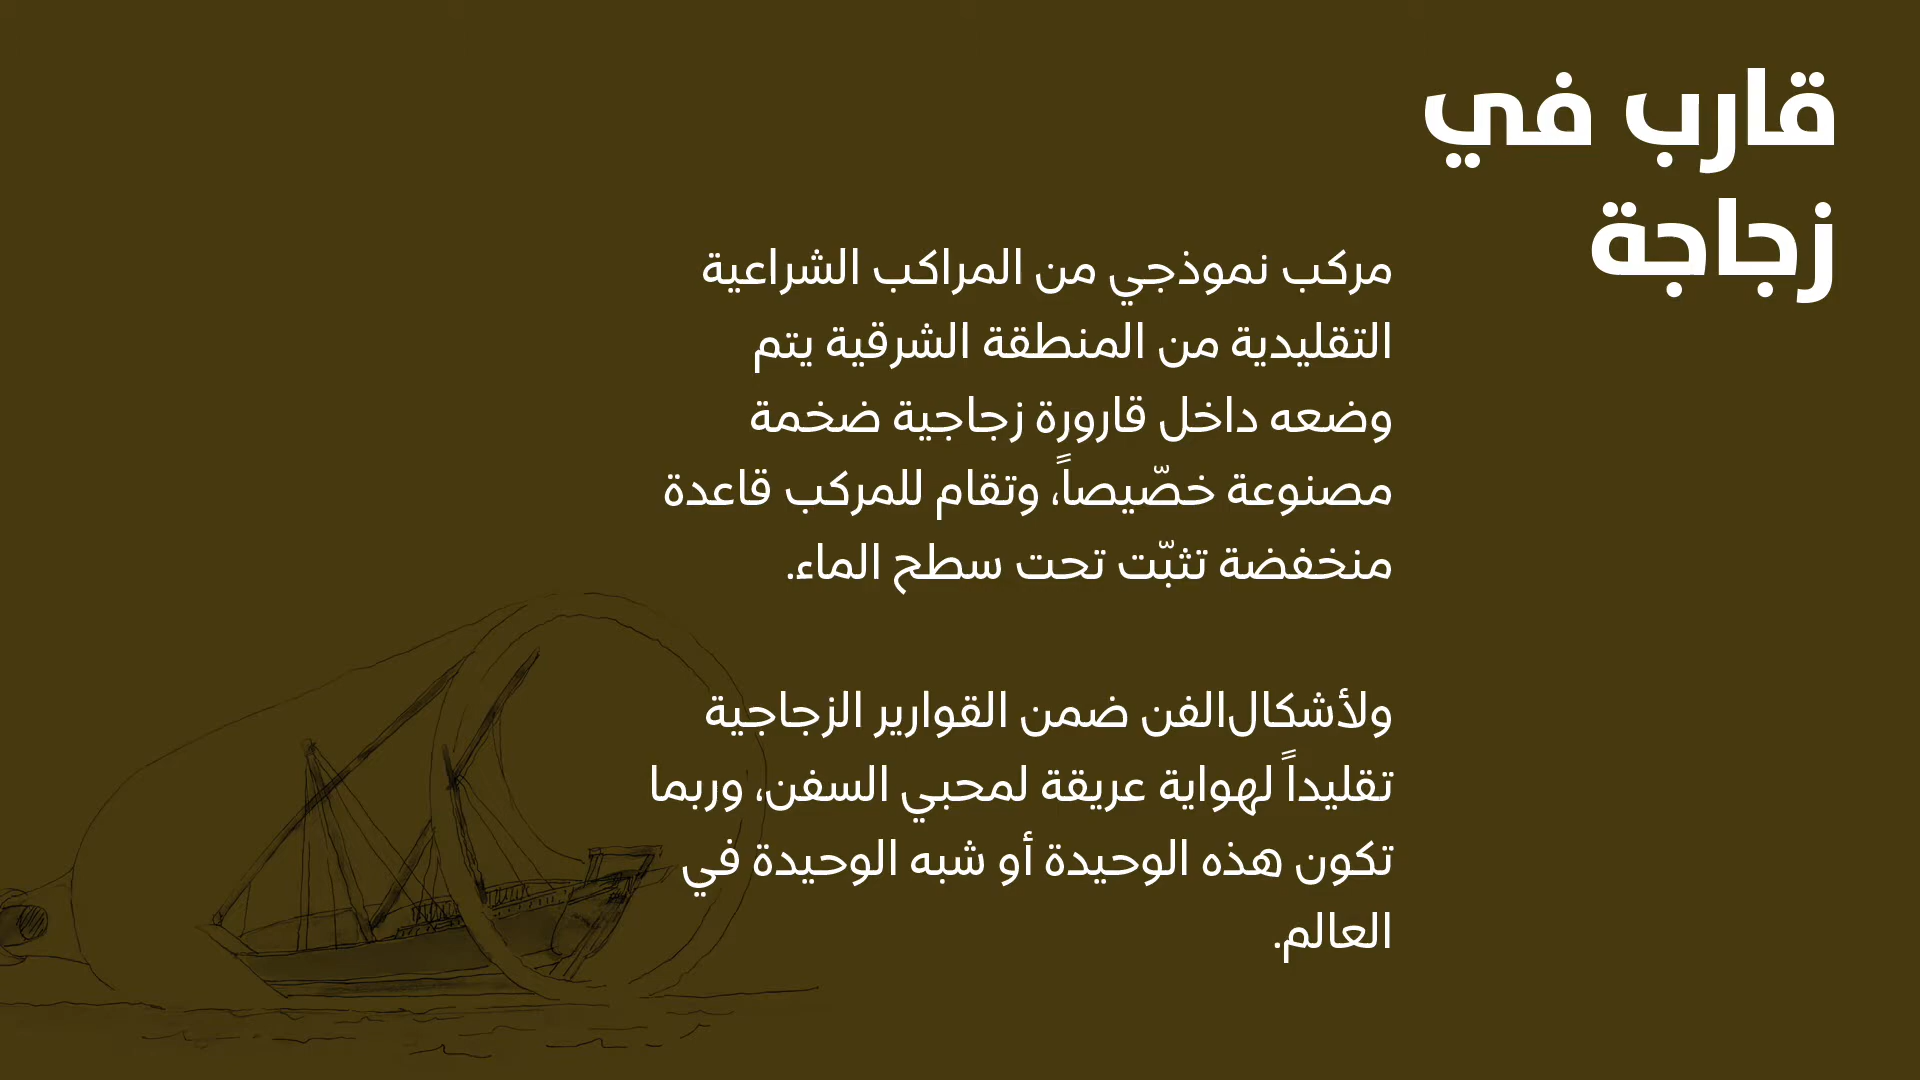 قارب في
زجاجة
مركب نموذجي من المراكب الشراعية
التقليدية من المنطقة الشرقية يتم
وضعه داخل قارورة زجاجية ضخمة
مصنوعة خصّيصاً، وتقام للمركب قاعدة
منخفضة تثبّت تحت سطح الماء.
ولأشكال‌الفن ضمن القوارير الزجاجية
تقليداً لهواية عريقة لمحبي السفن، وربما
تكون هذه الوحيدة أو شبه الوحيدة في
العالم.